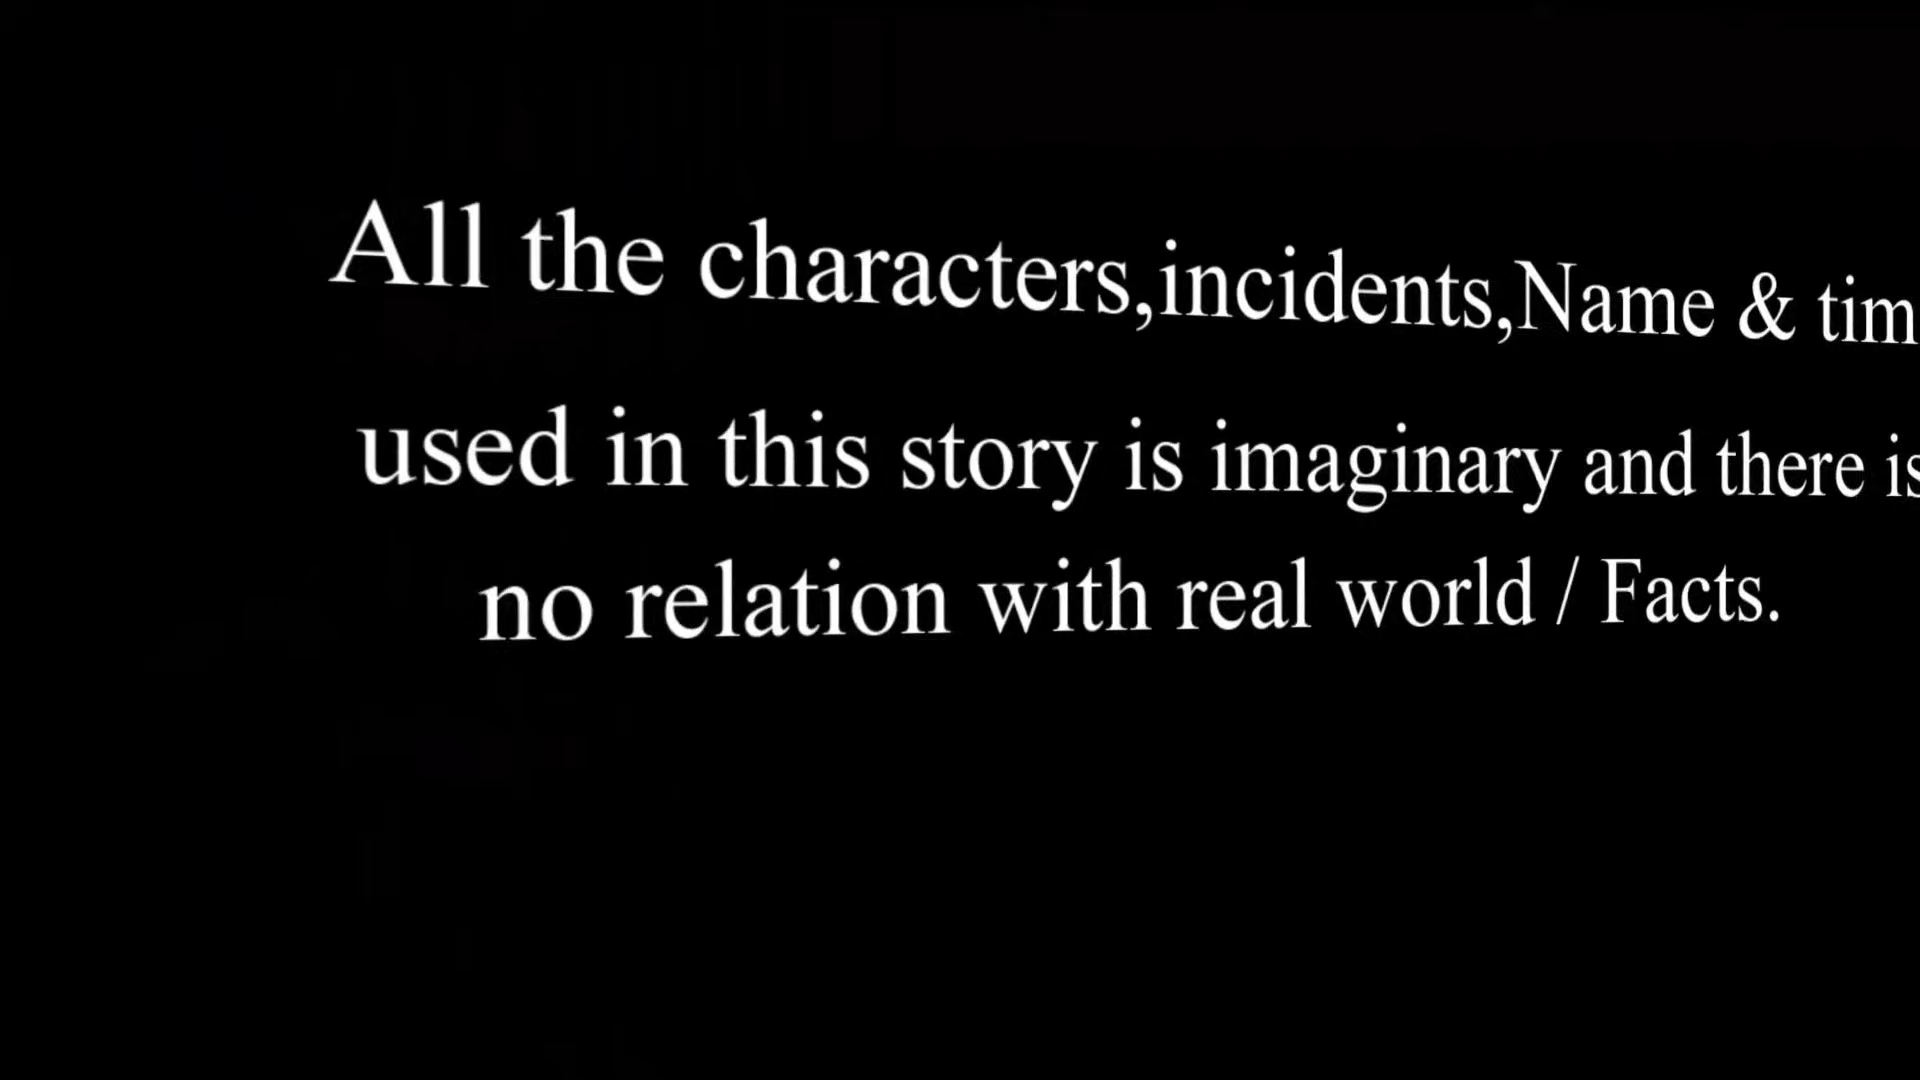 All the characters,incidents,Name & tim
used in this story is imaginary and there is
no relation with real world / Facts.